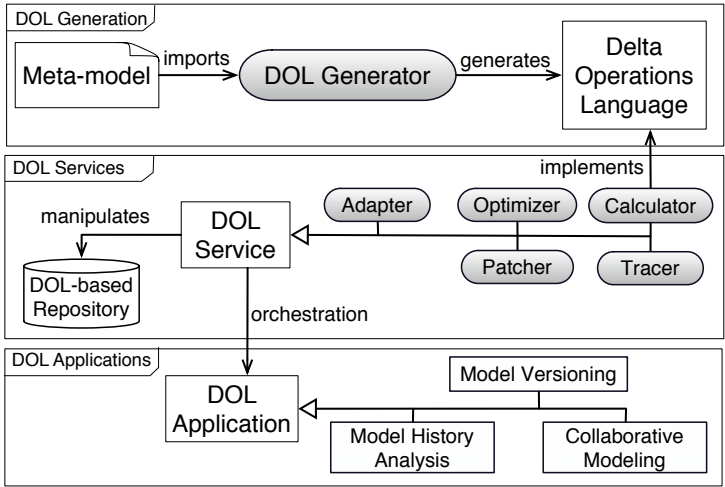 DOL Generation
Meta-model
imports
DOL Generator
generates
Delta
Operations
Language
DOL Services
implements
manipulates
DOL
Service
Adapter
Optimizer
Calculator
Patcher
Tracer
DOL-based
Repository
orchestration
DOL Applications
DOL
Application
Model Versioning
Model History
Analysis
Collaborative
Modeling